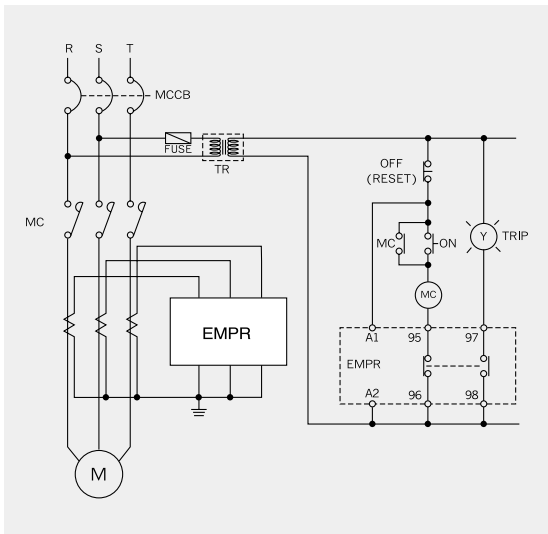 R S T
MCCB
FUSE
TR
OFF
(RESET)
MC
MC
ON
Y
TRIP
MC
EMPR
A1 95 97
EMPR
A2 96 98
M